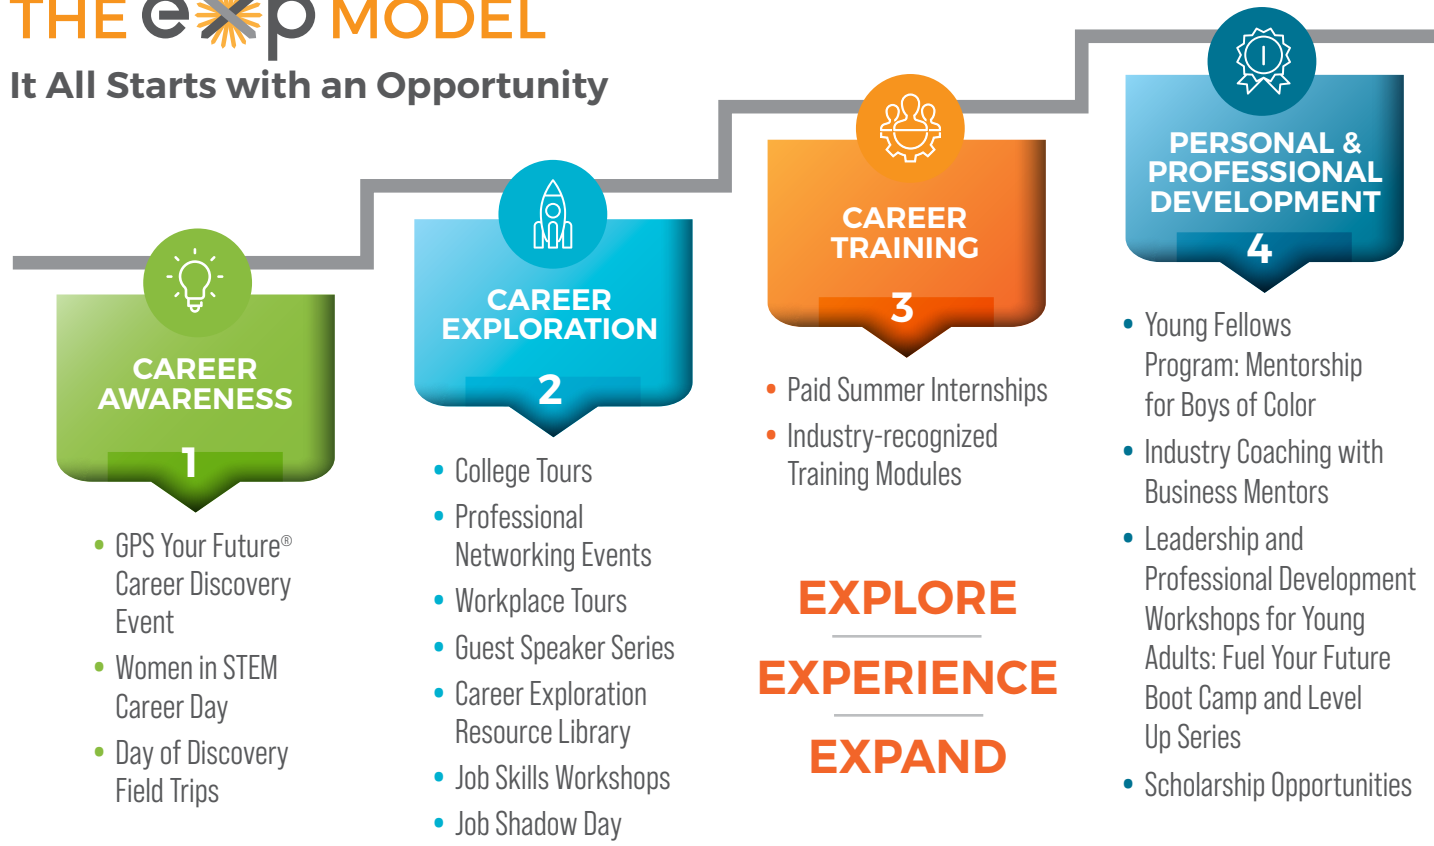 THE exp MODEL
It All Starts with an Opportunity
CAREER
AWARENESS
1
• GPS Your Future®
Career Discovery
Event
• Women in STEM
Career Day
• Day of Discovery
Field Trips
CAREER
EXPLORATION
2
• College Tours
• Professional
Networking Events
• Workplace Tours
• Guest Speaker Series
• Career Exploration
Resource Library
• Job Skills Workshops
• Job Shadow Day
CAREER
TRAINING
3
• Paid Summer Internships
• Industry-recognized
Training Modules
EXPLORE
EXPERIENCE
EXPAND
PERSONAL &
PROFESSIONAL
DEVELOPMENT
4
• Young Fellows
Program: Mentorship
for Boys of Color
• Industry Coaching with
Business Mentors
• Leadership and
Professional Development
Workshops for Young
Adults: Fuel Your Future
Boot Camp and Level
Up Series
• Scholarship Opportunities